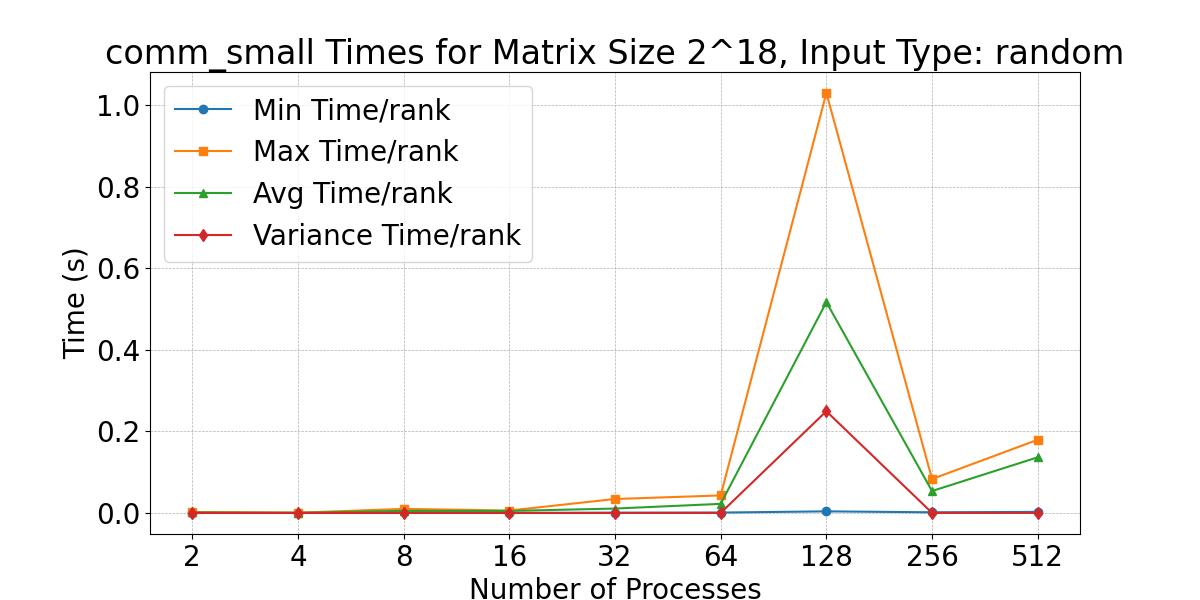 comm_small Times for Matrix Size 2^18, Input Type: random
Min Time/rank
Max Time/rank
Avg Time/rank
Variance Time/rank
Time (s)
1.0
0.8
0.6
0.4
0.2
0.0
2 4 8 16 32 64 128 256 512
Number of Processes